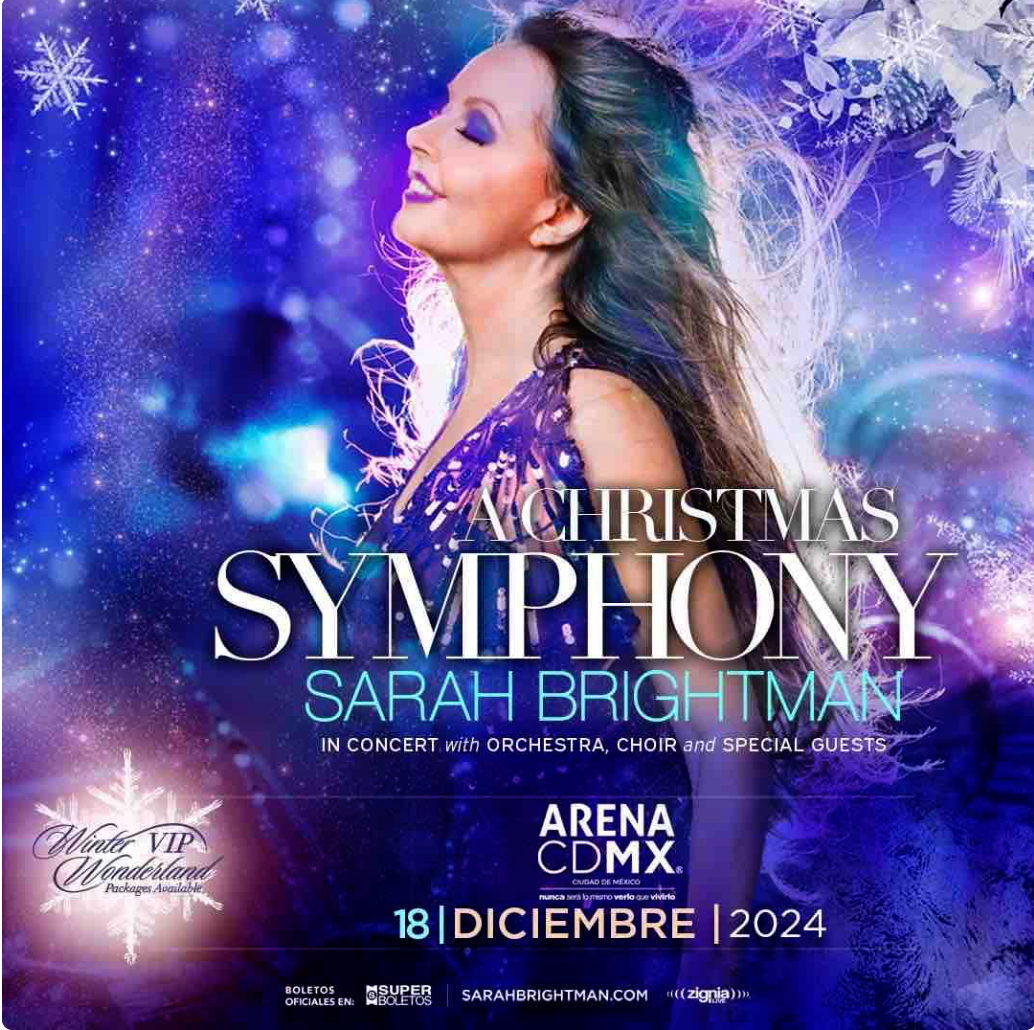 A CHRISTMAS
SYMPHONY
SARAH BRIGHTMAN
IN CONCERT with ORCHESTRA, CHOIR and SPECIAL GUESTS
Winter VIP
Wonderland
Packages Available
ARENA
CDMX®
CIUDAD DE MÉXICO
nunca será lo mismo verlo que vivirlo
18 | DICIEMBRE | 2024
BOLETOS
OFICIALES EN:
SUPER
BOLETOS
SARAHBRIGHTMAN.COM
((((zignia))))
LIVE